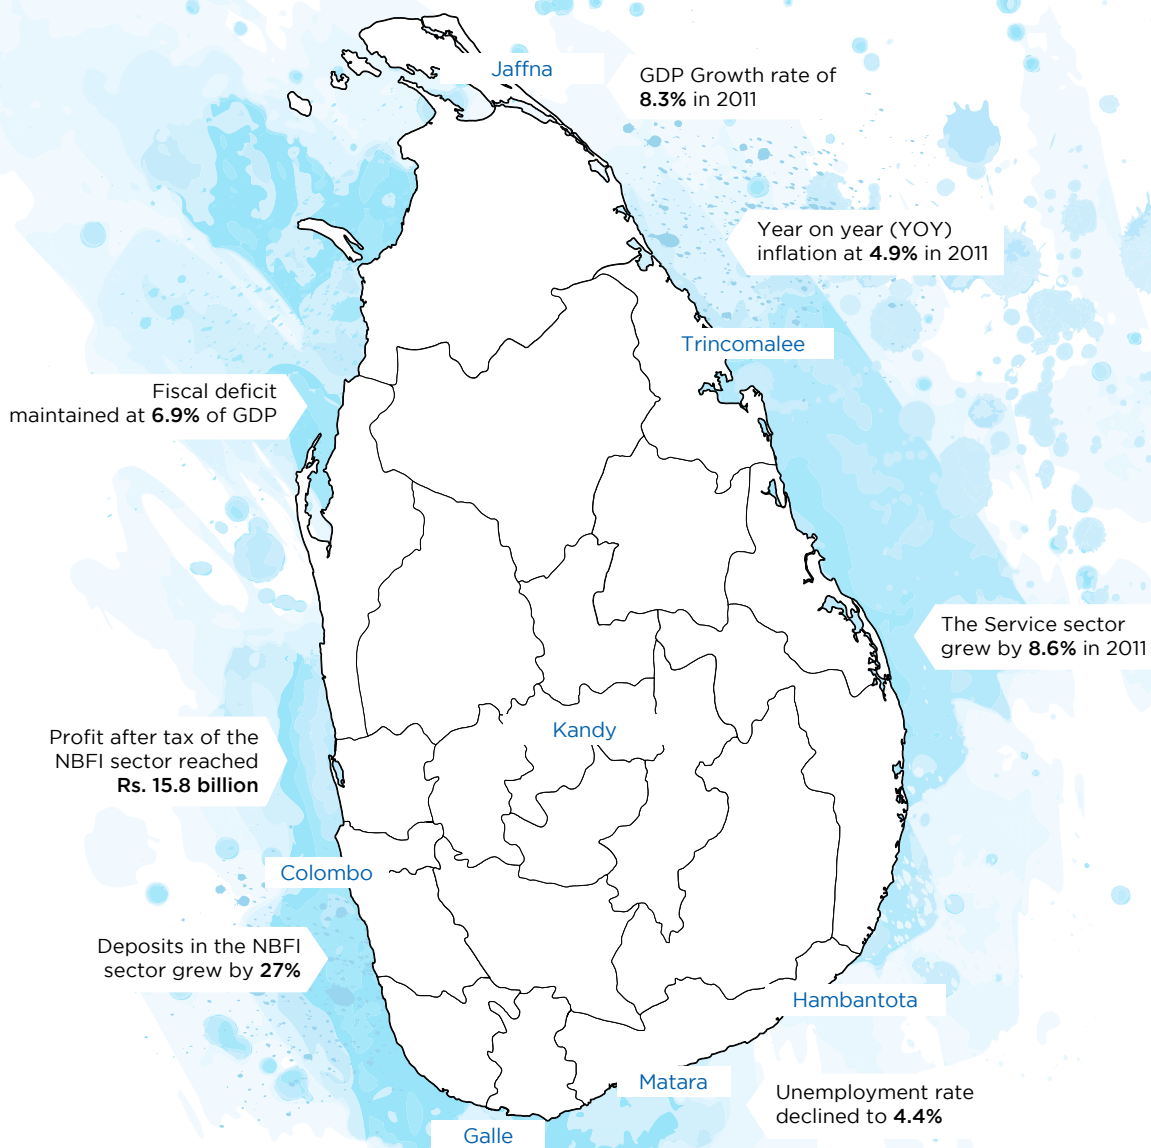 Jaffna
GDP Growth rate of
8.3% in 2011
Year on year (YOY)
inflation at 4.9% in 2011
Trincomalee
Fiscal deficit
maintained at 6.9% of GDP
The Service sector
grew by 8.6% in 2011
Kandy
Profit after tax of the
NBFI sector reached
Rs. 15.8 billion
Colombo
Deposits in the NBFI
sector grew by 27%
Hambantota
Matara
Unemployment rate
declined to 4.4%
Galle